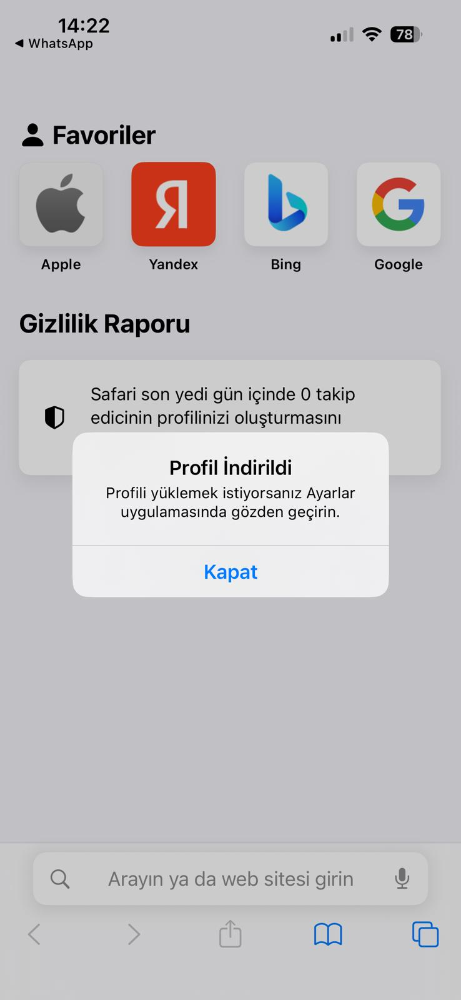 14:22
WhatsApp
78
Favoriler
Apple
Yandex
Bing
Google
Gizlilik Raporu
Safari son yedi gün içinde 0 takip
edicinin profilinizi oluşturmasını
Profil İndirildi
Profili yüklemek istiyorsanız Ayarlar
uygulamasında gözden geçirin.
Kapat
Arayın ya da web sitesi girin